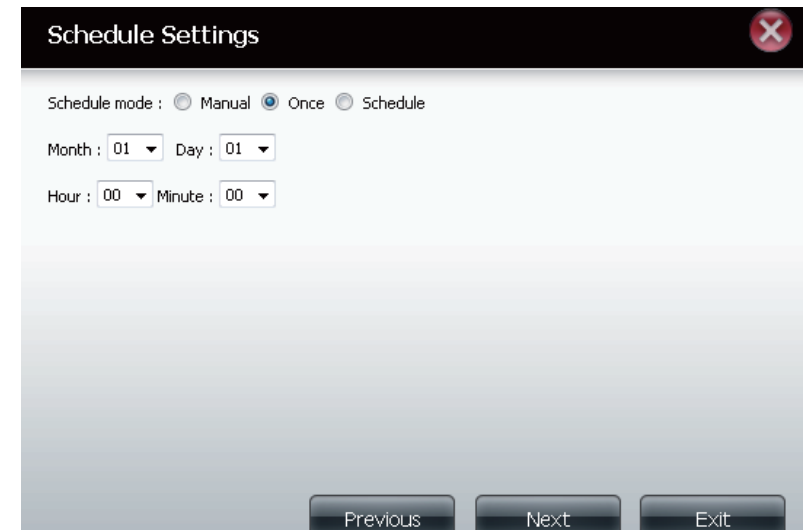 Schedule Settings
Schedule mode : Manual Once Schedule
Month : 01 Day : 01
Hour : 00 Minute : 00
Previous Next Exit